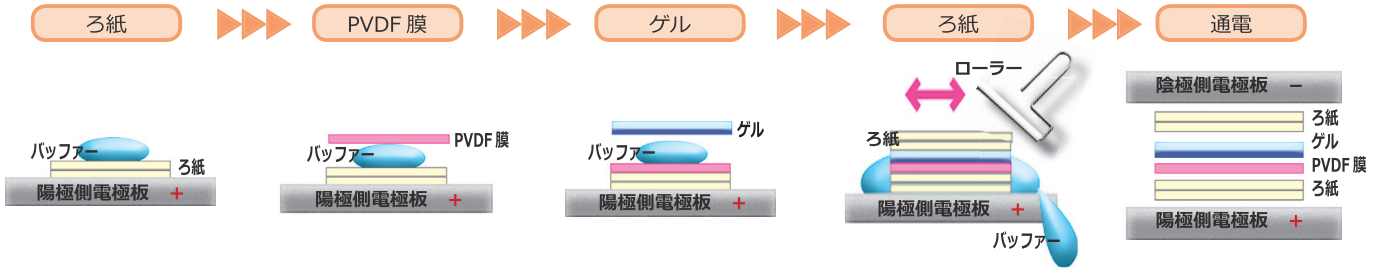 ろ紙
PVDF 膜
ゲル
ろ紙
通電
バッファー
ろ紙
陽極側電極板 +
PVDF 膜
バッファー
陽極側電極板 +
ゲル
バッファー
陽極側電極板 +
ローラー
ろ紙
陽極側電極板 +
バッファー
陰極側電極板 −
ろ紙
ゲル
PVDF 膜
ろ紙
陽極側電極板 +